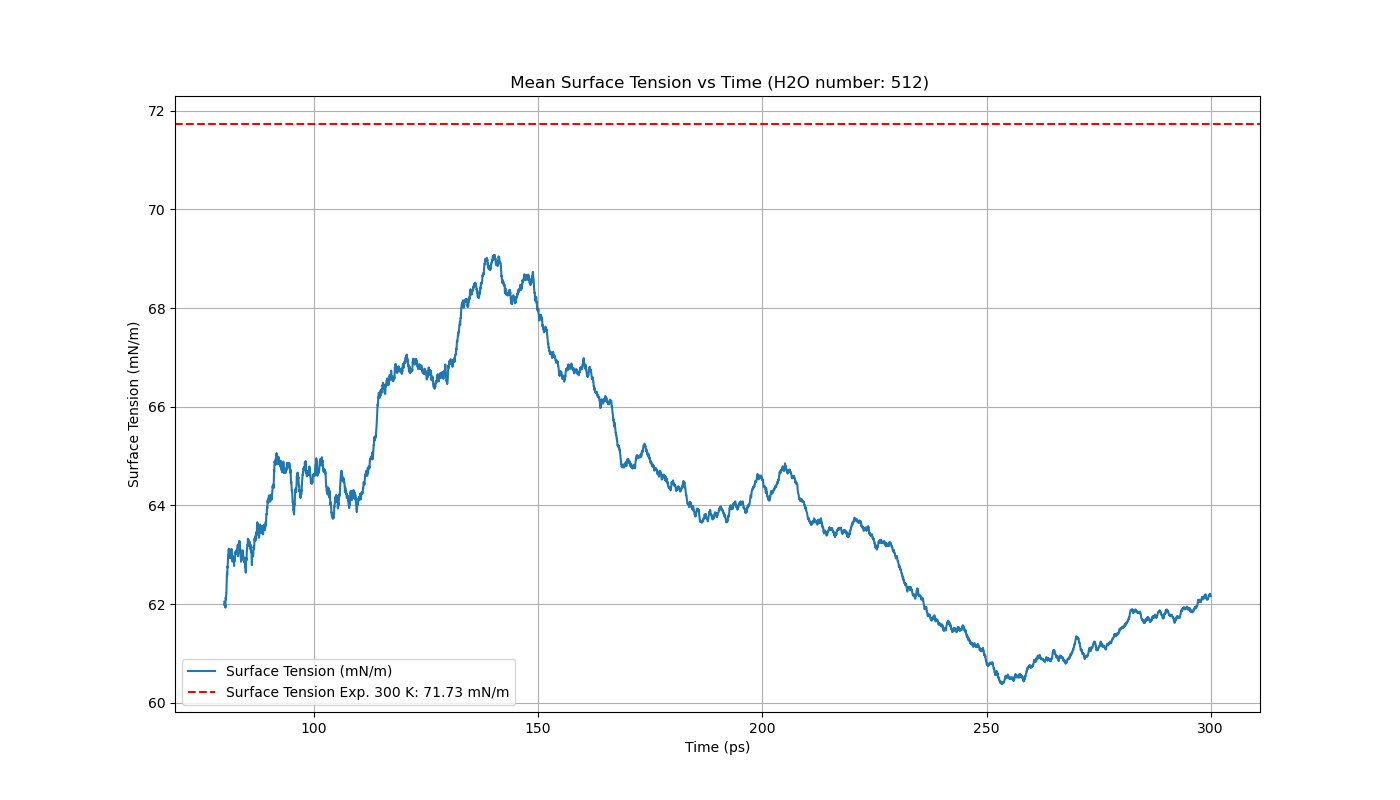 Mean Surface Tension vs Time (H2O number: 512)
72
70
68
66
64
62
60
Surface Tension (mN/m)
Surface Tension (mN/m)
Surface Tension Exp. 300 K: 71.73 mN/m
100
150
200
250
300
Time (ps)